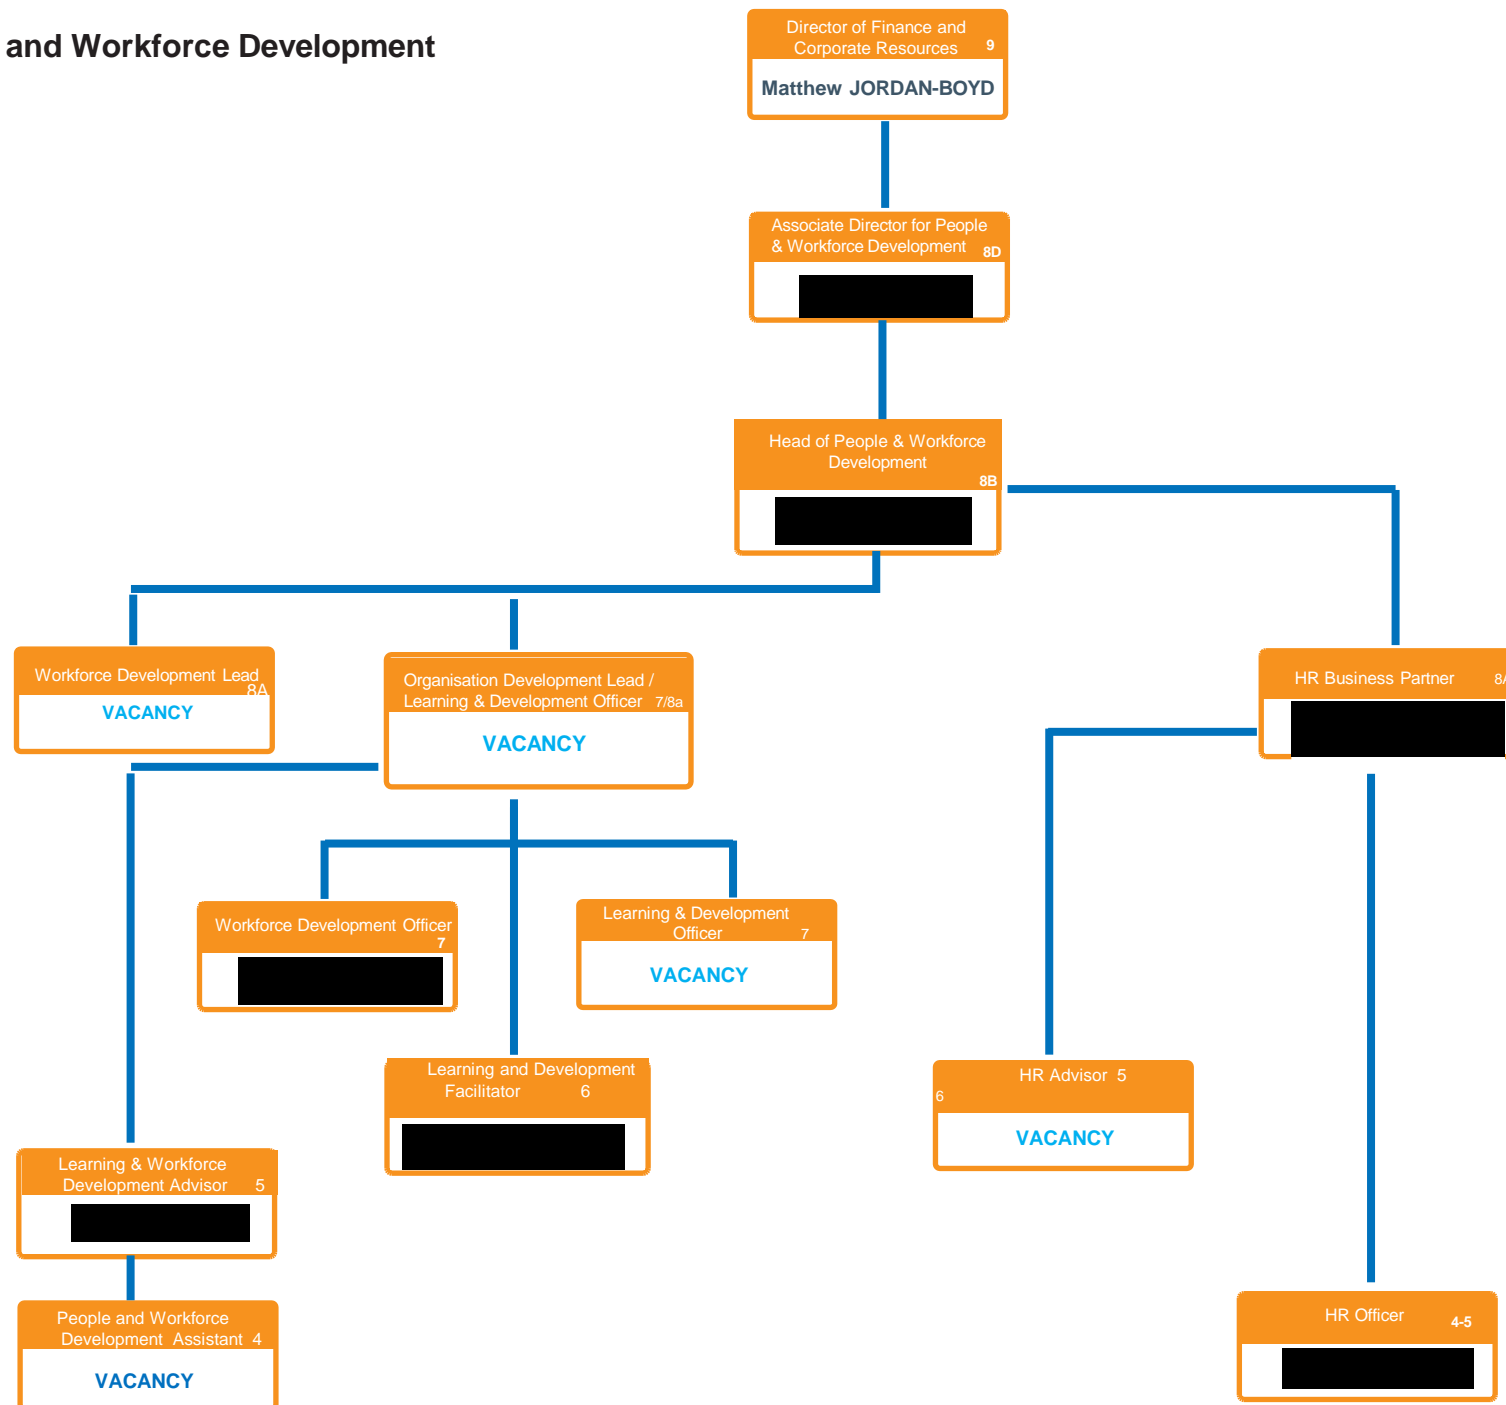 and Workforce Development
Director of Finance and
Corporate Resources 9
Matthew JORDAN-BOYD
Associate Director for People
& Workforce Development 8D
Head of People & Workforce
Development
8B
Workforce Development Lead
8A
VACANCY
Organisation Development Lead /
Learning & Development Officer 7/8a
VACANCY
HR Business Partner 8A
Workforce Development Officer
7
Learning & Development
Officer 7
VACANCY
Learning and Development
Facilitator 6
HR Advisor 5
6
VACANCY
Learning & Workforce
Development Advisor 5
People and Workforce
Development Assistant 4
VACANCY
HR Officer 4-5